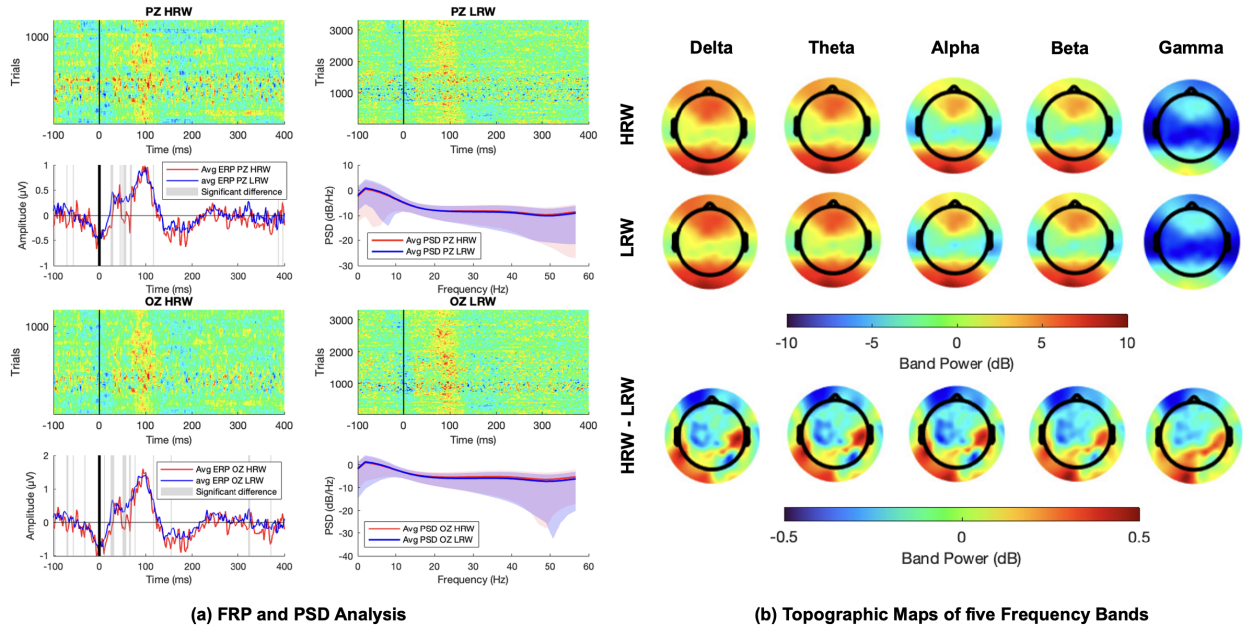 PZ HRW
1000
Trials
-100 0 100 200 300 400
Time (ms)
PZ LRW
3000
2000
1000
Trials
-100 0 100 200 300 400
Time (ms)
1
0.5
0
-0.5
-1
Amplitude (µV)
Avg ERP PZ HRW
avg ERP PZ LRW
Significant difference
-100 0 100 200 300 400
Time (ms)
10
0
-10
-20
-30
PSD (dB/Hz)
Avg PSD PZ HRW
Avg PSD PZ LRW
0 10 20 30 40 50 60
Frequency (Hz)
OZ HRW
1000
Trials
-100 0 100 200 300 400
Time (ms)
OZ LRW
3000
2000
1000
Trials
-100 0 100 200 300 400
Time (ms)
2
1
0
-1
Amplitude (µV)
Avg ERP OZ HRW
avg ERP OZ LRW
Significant difference
-100 0 100 200 300 400
Time (ms)
0
-10
-20
-30
-40
PSD (dB/Hz)
Avg PSD OZ HRW
Avg PSD OZ LRW
0 10 20 30 40 50 60
Frequency (Hz)
(a) FRP and PSD Analysis
Delta Theta Alpha Beta Gamma
HRW
LRW
-10 -5 0 5 10
Band Power (dB)
HRW - LRW
-0.5 0 0.5
Band Power (dB)
(b) Topographic Maps of five Frequency Bands